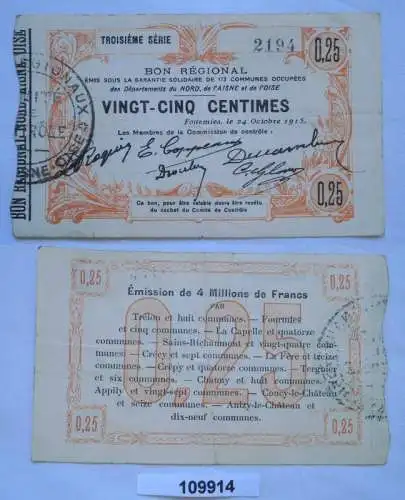 TROISIÈME SÉRIE
2194
0,25
BON RÉGIONAL
ÉMIS SOUS LA GARANTIE SOLIDAIRE DE 173 COMMUNES OCCUPÉES
des Départements du NORD, de l'AISNE et de l'OISE
VINGT-CINQ CENTIMES
Fourmies, le 24 Octobre 1915.
Les Membres de la Commission de contrôle :
Ce bon, pour être valable devra être revêtu
du cachet du Comité de Contrôle
0,25
BON RÉGIONAL NORD, AISNE, OISE
0,25
0,25
Émission de 4 Millions de Francs
PAR
Trélon et huit communes. — Fourmies
et cinq communes. — La Capelle et quatorze
communes. — Sains-Richaumont et vingt-quatre com-
munes. — Crécy et sept communes. — La Fère et treize
communes. — Crépy et quatorze communes. — Tergnier
et six communes. — Chauny et huit communes. —
Appily et vingt-sept communes. — Coucy-le-Château
et seize communes. — Anizy-le-Château et
dix-neuf communes.
0,25
0,25
0,25
109914